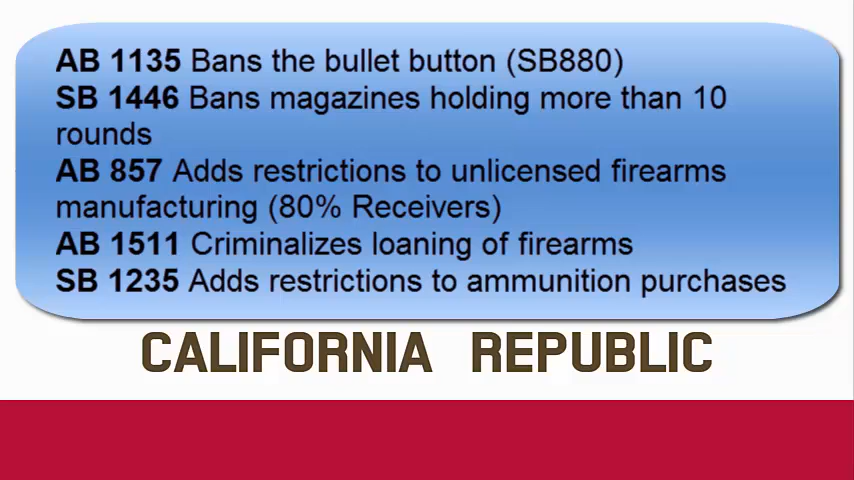 AB 1135 Bans the bullet button (SB880)
SB 1446 Bans magazines holding more than 10
rounds
AB 857 Adds restrictions to unlicensed firearms
manufacturing (80% Receivers)
AB 1511 Criminalizes loaning of firearms
SB 1235 Adds restrictions to ammunition purchases
CALIFORNIA REPUBLIC